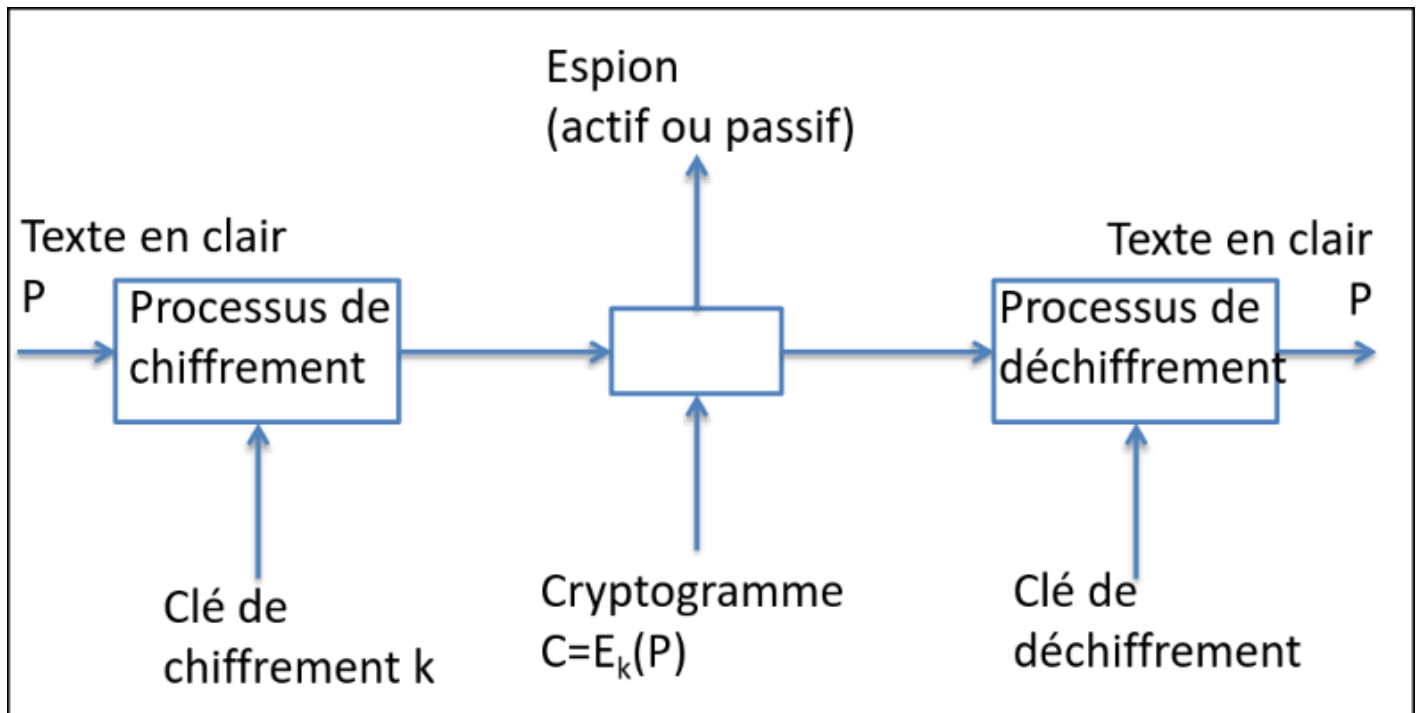 Espion
(actif ou passif)
Texte en clair
P
Texte en clair
P
Processus de
chiffrement
Processus de
déchiffrement
Clé de
chiffrement k
Cryptogramme
C=Ek(P)
Clé de
déchiffrement